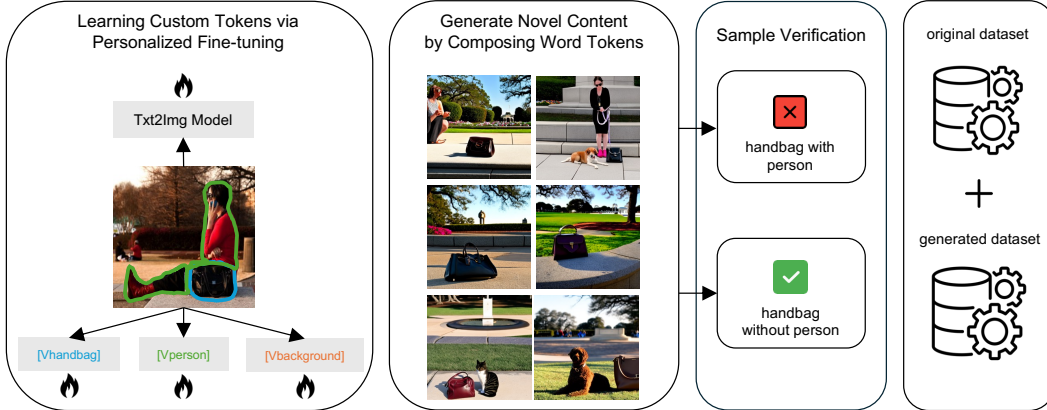 Learning Custom Tokens via
Personalized Fine-tuning
Txt2Img Model
[Vhandbag]
[Vperson]
[Vbackground]
Generate Novel Content
by Composing Word Tokens
Sample Verification
handbag with
person
handbag
without person
original dataset
generated dataset